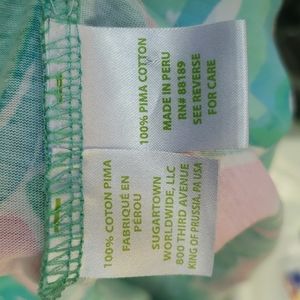 100% PIMA COTTON
MADE IN PERU
RN# 88189
SEE REVERSE
FOR CARE
100% COTON PIMA
FABRIQUÉ EN
PÉROU
SUGARTOWN
WORLDWIDE, LLC
800 THIRD AVENUE
KING OF PRUSSIA, PA USA